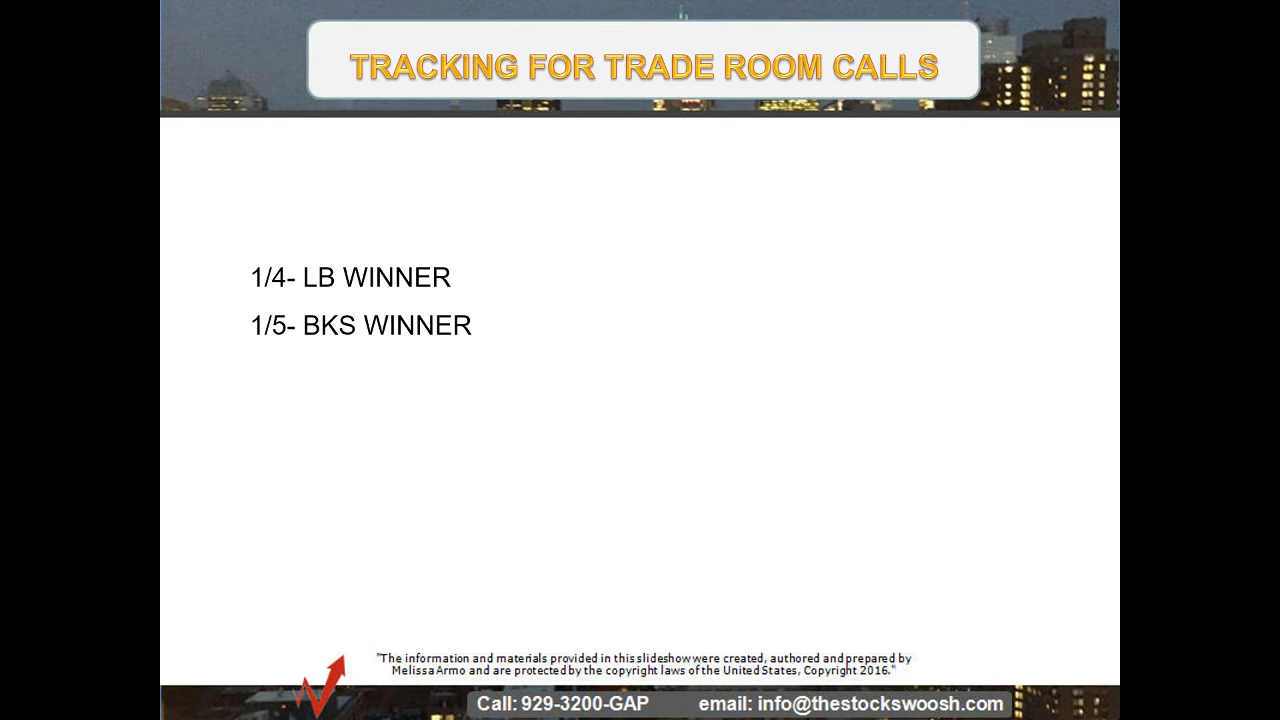 TRACKING FOR TRADE ROOM CALLS
1/4- LB WINNER
1/5- BKS WINNER
"The information and materials provided in this slideshow were created, authored and prepared by
Melissa Armo and are protected by the copyright laws of the United States, Copyright 2016."
Call: 929-3200-GAP email: info@thestockswoosh.com